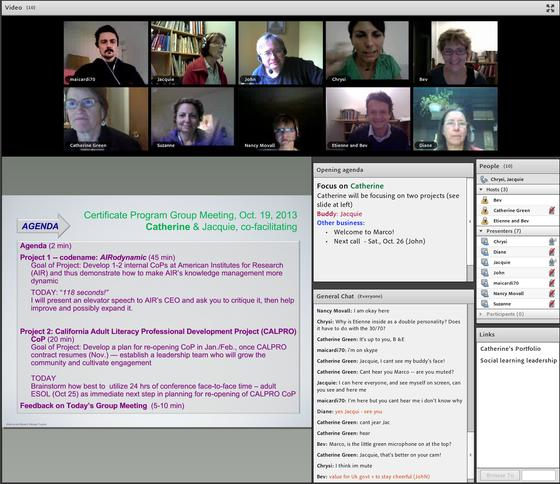 Video (10)
maicardi70
Jacquie
John
Chrysi
Bev
Catherine Green
Suzanne
Nancy Movall
Etienne and Bev
Diane
AGENDA
Certificate Program Group Meeting, Oct. 19, 2013
Catherine & Jacquie, co-facilitating
Agenda (2 min)
Project 1 -- codename: AIRodynamic (45 min)
Goal of Project: Develop 1-2 internal CoPs at American Institutes for Research
(AIR) and thus demonstrate how to make AIR's knowledge management more
dynamic
TODAY: "118 seconds!"
I will present an elevator speech to AIR's CEO and ask you to critique it, then help
improve and possibly expand it.
Project 2: California Adult Literacy Professional Development Project (CALPRO)
CoP (20 min)
Goal of Project: Develop a plan for re-opening CoP in Jan./Feb., once CALPRO
contract resumes (Nov.) — establish a leadership team who will grow the
community and cultivate engagement
TODAY
Brainstorm how best to utilize 24 hrs of conference face-to-face time – adult
ESOL (Oct 25) as immediate next step in planning for re-opening of CALPRO CoP
Feedback on Today's Group Meeting (5-10 min)
Opening agenda
Focus on Catherine
Catherine will be focusing on two projects (see
slide at left)
Buddy: Jacquie
Other business:
• Welcome to Marco!
• Next call - Sat., Oct. 26 (John)
General Chat (Everyone)
Nancy Movall: I am okay here
Chrysi: Why is Etienne inside as a double personality? Does
it have to do with the 30/70?
Catherine Green: It's up to you, B &E
maicardi70: i'm on skype
Catherine Green: Jacquie, I cant see my buddy's face!
Catherine Green: Cant hear you Marco -- are you muted?
Jacquie: I can here everyone, and see myself on screen, can
you see and here me
maicardi70: I'm here but you cant hear me i don't know why
Diane: yes Jacqui - see you
Catherine Green: cant jear Jac
Catherine Green: hear
Bev: Marco, is the little green microphone on at the top?
Catherine Green: Jacquie, that's better on your cam!
Chrysi: I think im mute
Bev: value for Uk govt + to stay cheerful (JohN)
People (10)
Chrysi, Jacquie
Hosts (3)
Bev
Catherine Green
Etienne and Bev
Presenters (7)
Chrysi
Diane
Jacquie
John
maicardi70
Nancy Movall
Suzanne
Participants (0)
Links
Catherine's Portfolio
Social learning leadership
Browse To